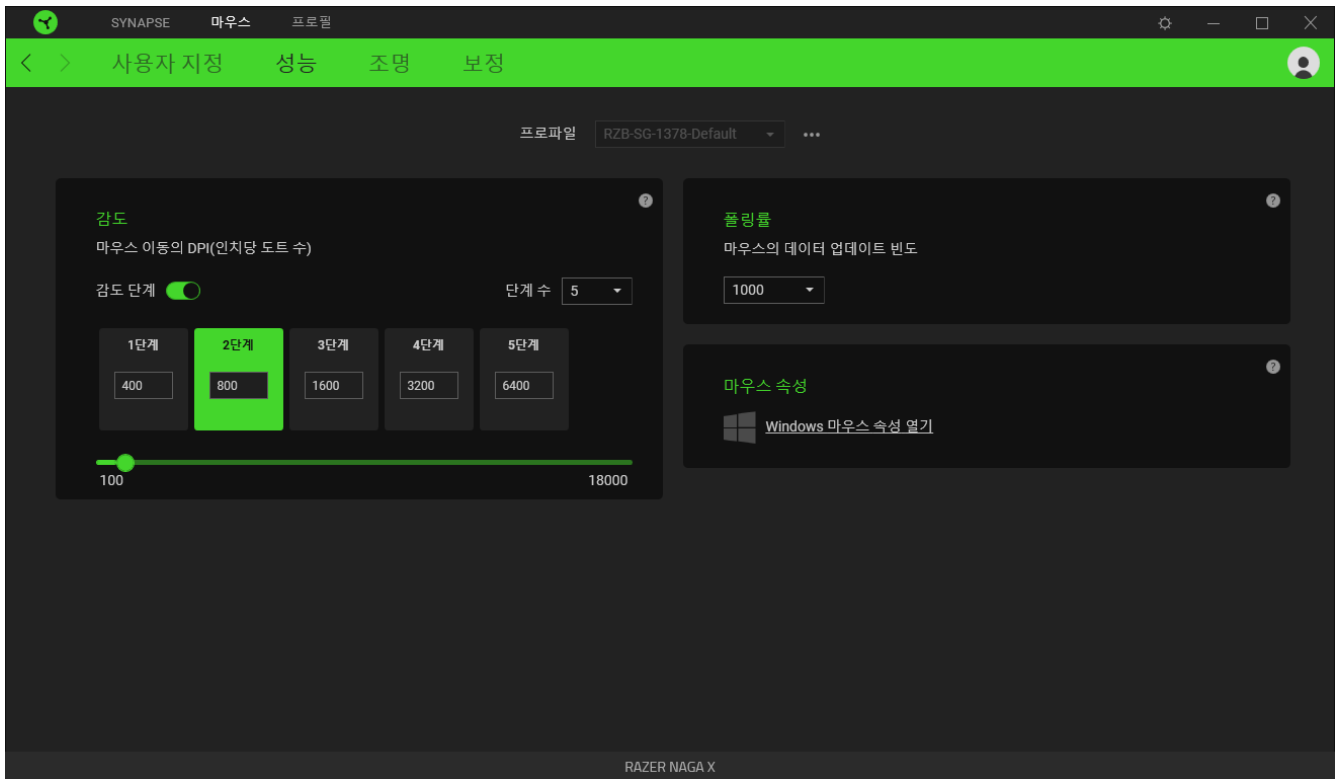 SYNAPSE 마우스 프로필
사용자 지정 성능 조명 보정
프로파일 RZB-SG-1378-Default
감도
마우스 이동의 DPI(인치당 도트 수)
감도 단계 단계 수 5
1단계 2단계 3단계 4단계 5단계
400 800 1600 3200 6400
100 18000
폴링률
마우스의 데이터 업데이트 빈도
1000
마우스 속성
Windows 마우스 속성 열기
RAZER NAGA X